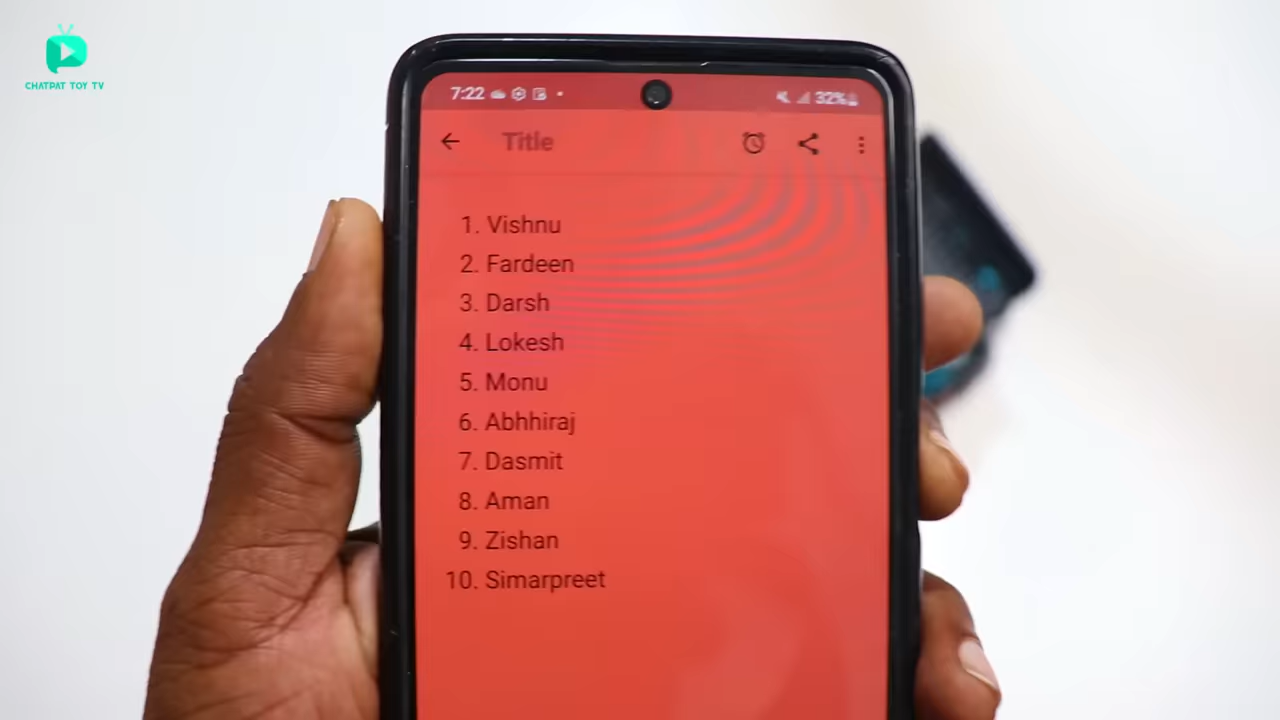 CHATPAT TOY TV
7:22 32%
Title
1. Vishnu
2. Fardeen
3. Darsh
4. Lokesh
5. Monu
6. Abhhiraj
7. Dasmit
8. Aman
9. Zishan
10. Simarpreet